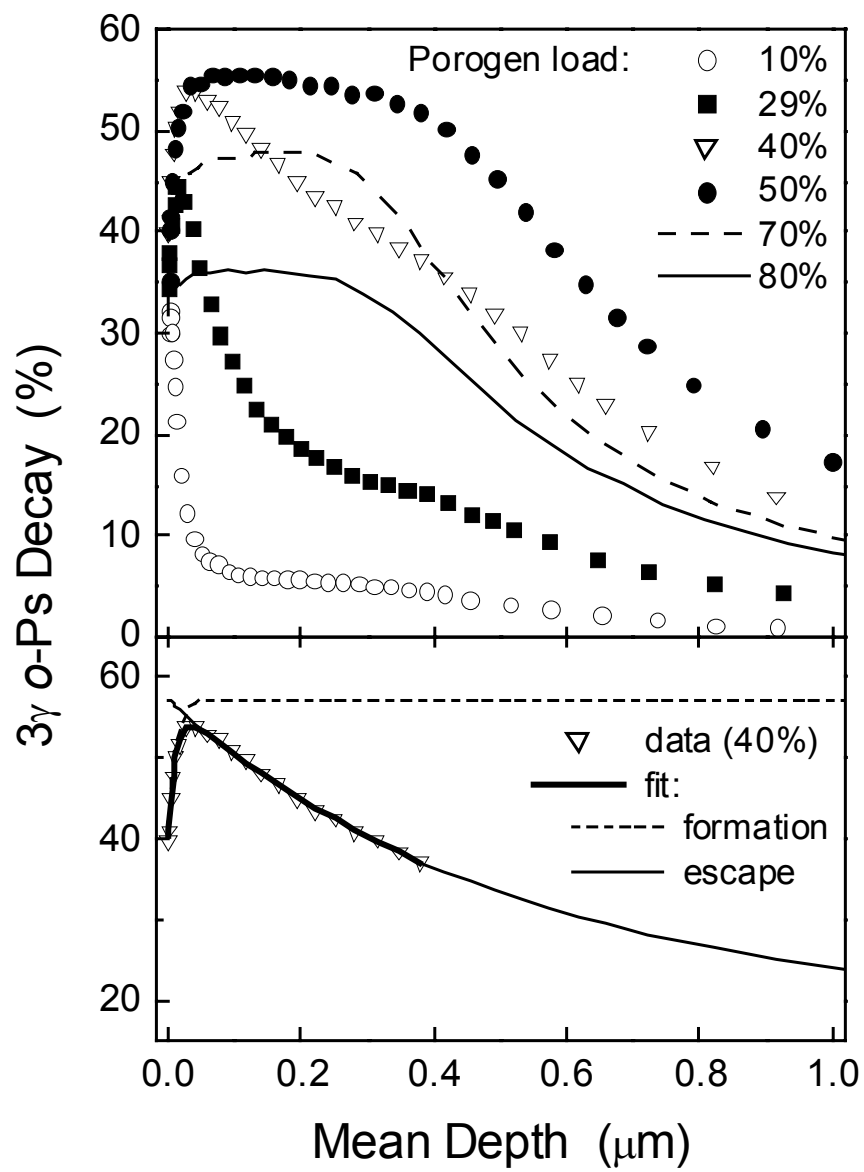 60
50
40
30
20
10
0
Porogen load:
10%
29%
40%
50%
70%
80%
3γ o-Ps Decay (%)
60
40
20
data (40%)
fit:
formation
escape
0.0 0.2 0.4 0.6 0.8 1.0
Mean Depth (μm)